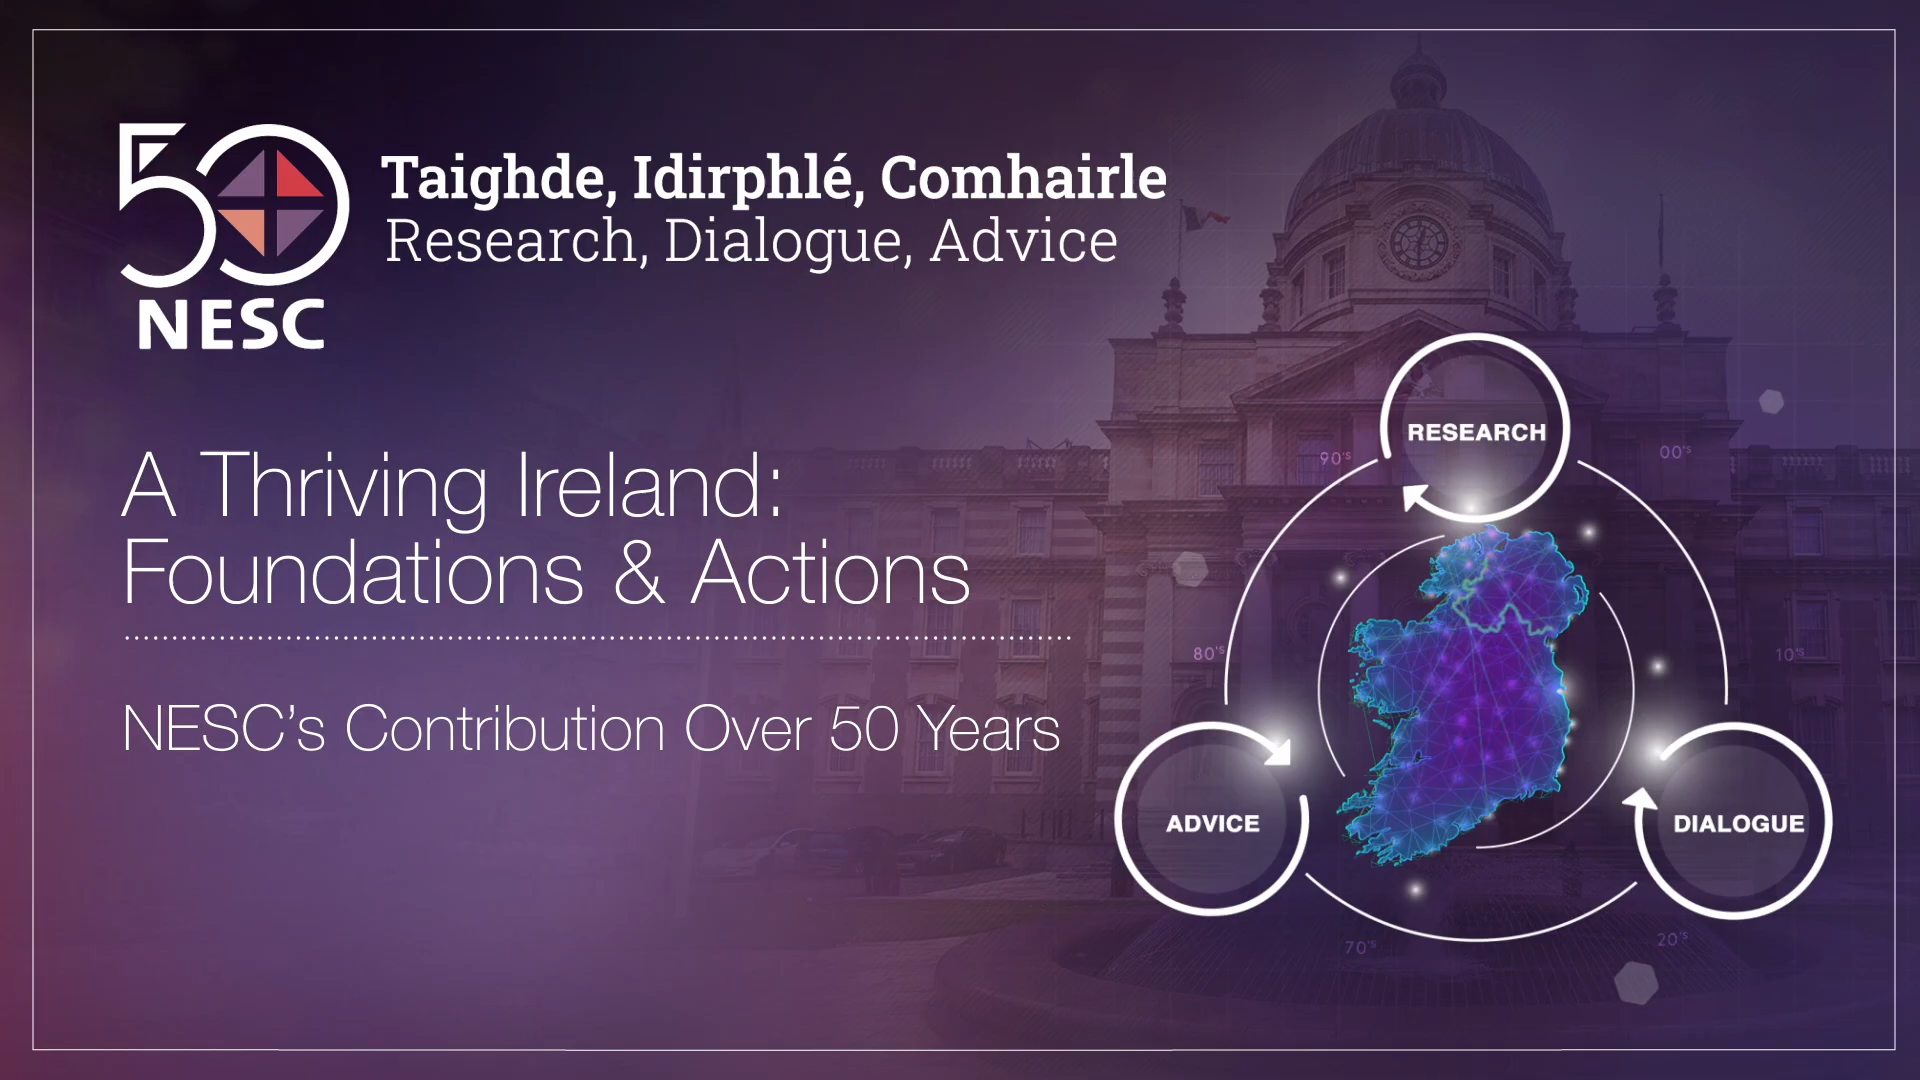 50
NESC
Taighde, Idirphlé, Comhairle
Research, Dialogue, Advice
A Thriving Ireland:
Foundations & Actions
NESC’s Contribution Over 50 Years
RESEARCH
90's
00's
80's
10's
ADVICE
DIALOGUE
70's
20's